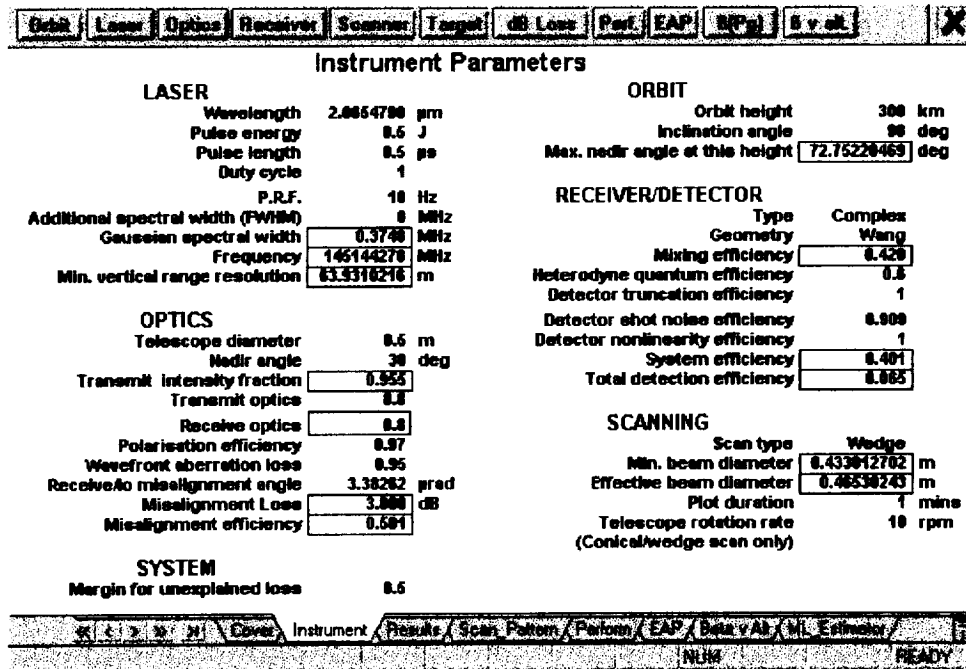 Orbit Laser Optics Receiver Scanner Target dB Loss Perf. EAP B(Pg) B v alt.
Instrument Parameters
LASER
Wavelength µm
Pulse energy 0.5 J
Pulse length 0.5 µs
Duty cycle 1
P.R.F. 10 Hz
Additional spectral width (FWHM) 0 MHz
Gaussian spectral width 0.3740 MHz
Frequency 145144270 MHz
Min. vertical range resolution 63.9310216 m
OPTICS
Telescope diameter 0.5 m
Nadir angle 30 deg
Transmit intensity fraction 0.955
Transmit optics 0.8
Receive optics 0.8
Polarisation efficiency 0.97
Wavefront aberration loss 0.95
Receive/lo misalignment angle 3.38262 µrad
Misalignment Loss 3.000 dB
Misalignment efficiency 0.501
SYSTEM
Margin for unexplained loss 0.5
ORBIT
Orbit height 300 km
Inclination angle deg
Max. nadir angle at this height 72.75220469 deg
RECEIVER/DETECTOR
Type Complex
Geometry Wang
Mixing efficiency 0.420
Heterodyne quantum efficiency
Detector truncation efficiency 1
Detector shot noise efficiency
Detector nonlinearity efficiency 1
System efficiency 0.401
Total detection efficiency 0.065
SCANNING
Scan type Wedge
Min. beam diameter 0.433012702 m
Effective beam diameter 0.46530243 m
Plot duration 1 mins
Telescope rotation rate 10 rpm
(Conical/wedge scan only)
Cover Instrument Results Scan Pattern Perform EAP Beta v Alt ML Estimator
NUM READY